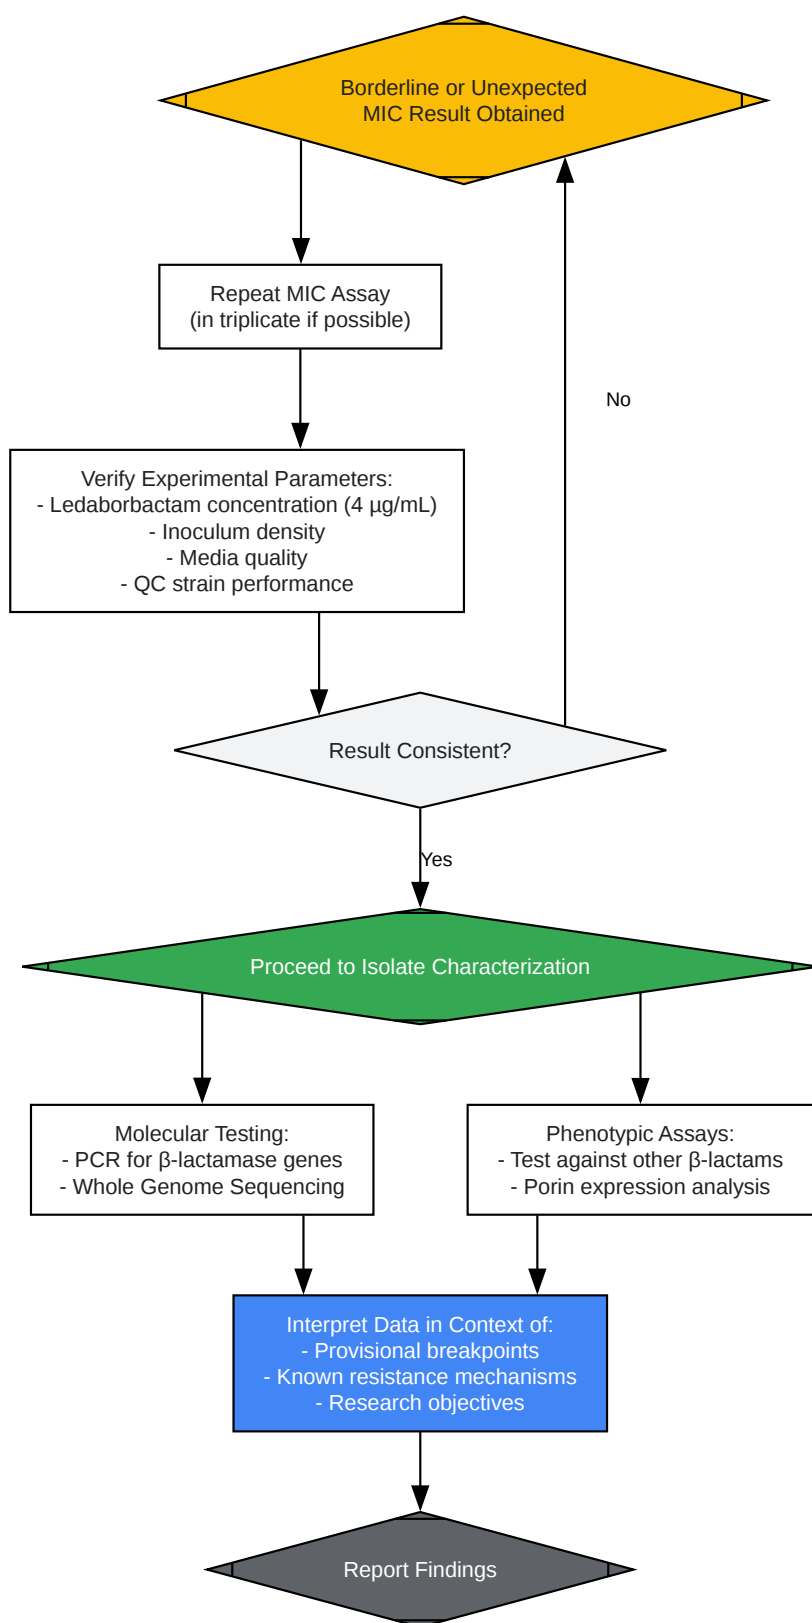 Borderline or Unexpected
MIC Result Obtained
Repeat MIC Assay
(in triplicate if possible)
No
Verify Experimental Parameters:
- Ledaborbactam concentration (4 µg/mL)
- Inoculum density
- Media quality
- QC strain performance
Result Consistent?
Yes
Proceed to Isolate Characterization
Molecular Testing:
- PCR for β-lactamase genes
- Whole Genome Sequencing
Phenotypic Assays:
- Test against other β-lactams
- Porin expression analysis
Interpret Data in Context of:
- Provisional breakpoints
- Known resistance mechanisms
- Research objectives
Report Findings